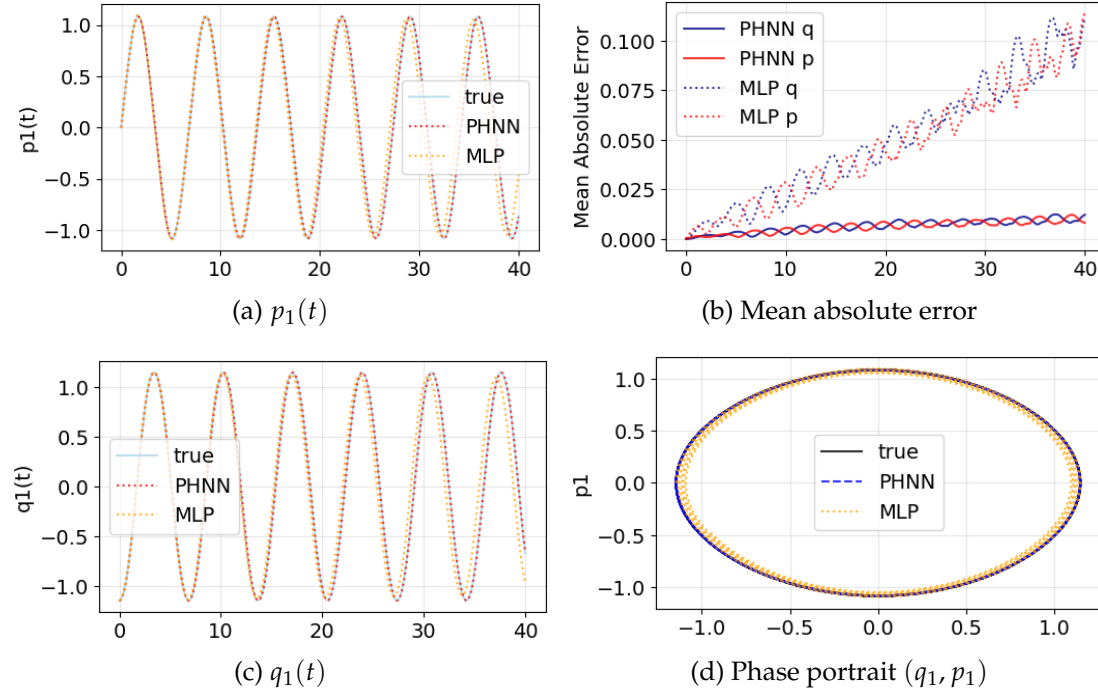 p1(t)
1.0
0.5
0.0
−0.5
−1.0
true
PHNN
MLP
0 10 20 30 40
(a) p₁(t)
Mean Absolute Error
0.100
0.075
0.050
0.025
0.000
PHNN q
PHNN p
MLP q
MLP p
0 10 20 30 40
(b) Mean absolute error
q1(t)
1.0
0.5
0.0
−0.5
−1.0
true
PHNN
MLP
0 10 20 30 40
(c) q₁(t)
p1
1.0
0.5
0.0
−0.5
−1.0
true
PHNN
MLP
−1.0 −0.5 0.0 0.5 1.0
(d) Phase portrait (q₁, p₁)